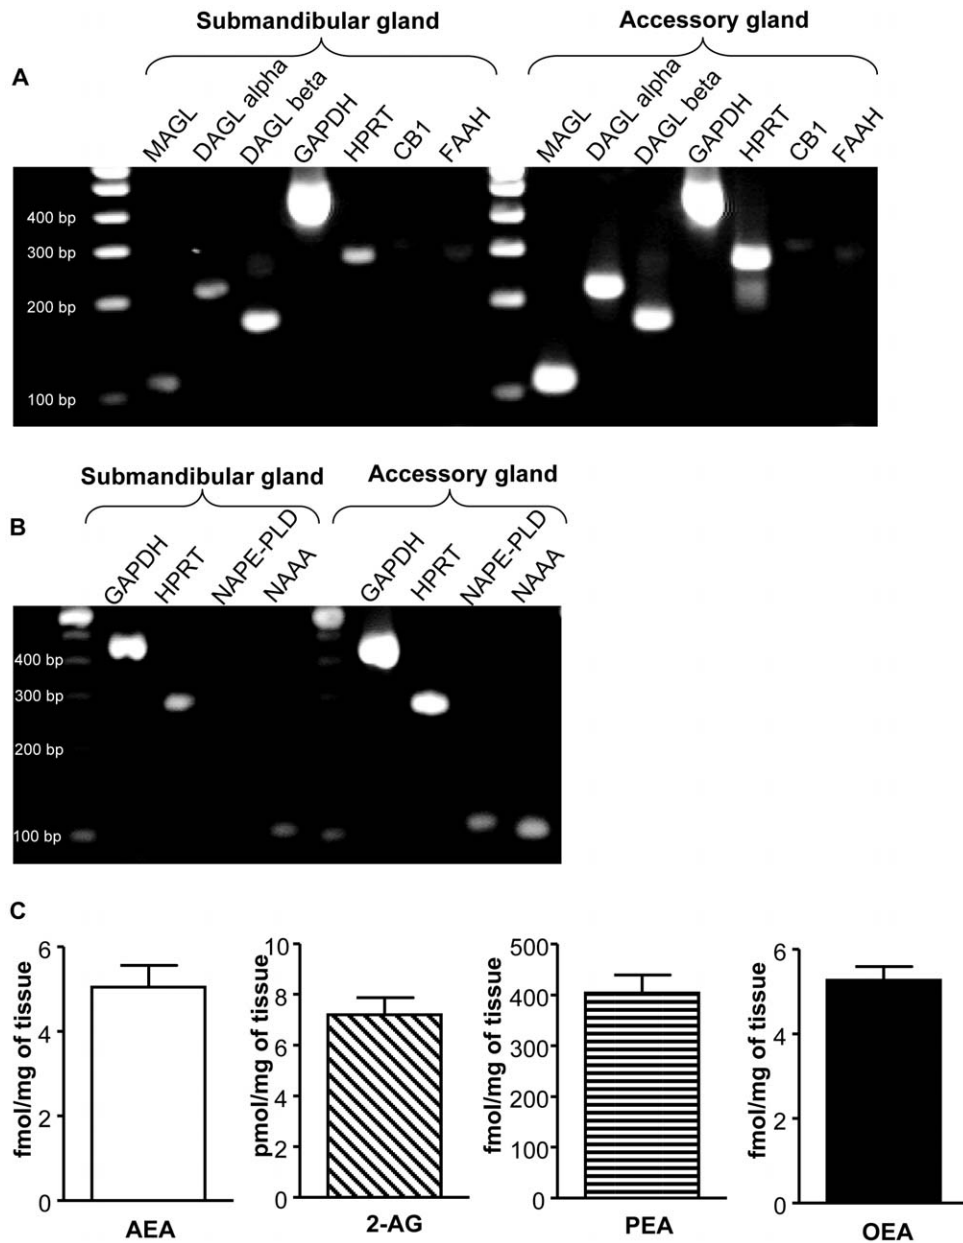 Submandibular gland Accessory gland
A
MAGL DAGL alpha DAGL beta GAPDH HPRT CB1 FAAH MAGL DAGL alpha DAGL beta GAPDH HPRT CB1 FAAH
400 bp
300 bp
200 bp
100 bp
Submandibular gland Accessory gland
B
GAPDH HPRT NAPE-PLD NAAA GAPDH HPRT NAPE-PLD NAAA
400 bp
300 bp
200 bp
100 bp
C
fmol/mg of tissue
6
4
2
0
AEA
pmol/mg of tissue
10
8
6
4
2
0
2-AG
fmol/mg of tissue
500
400
300
200
100
0
PEA
fmol/mg of tissue
6
4
2
0
OEA